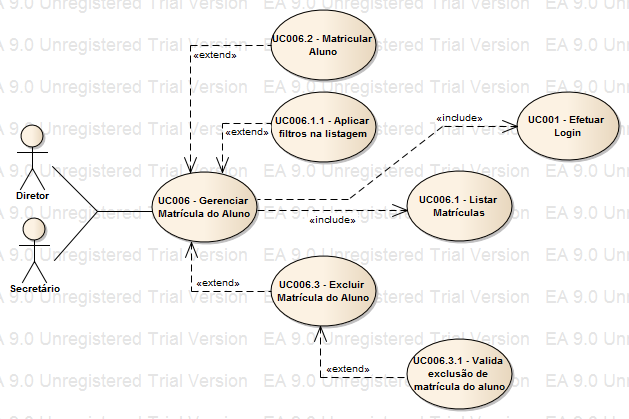 EA 9.0 Unregistered Trial Version
UC006.2 - Matricular
Aluno
«extend»
UC006.1.1 - Aplicar
filtros na listagem
«extend»
«include»
UC001 - Efetuar
Login
Diretor
UC006 - Gerenciar
Matrícula do Aluno
UC006.1 - Listar
Matrículas
«include»
Secretário
«extend»
UC006.3 - Excluir
Matrícula do Aluno
UC006.3.1 - Valida
exclusão de
matrícula do aluno
«extend»